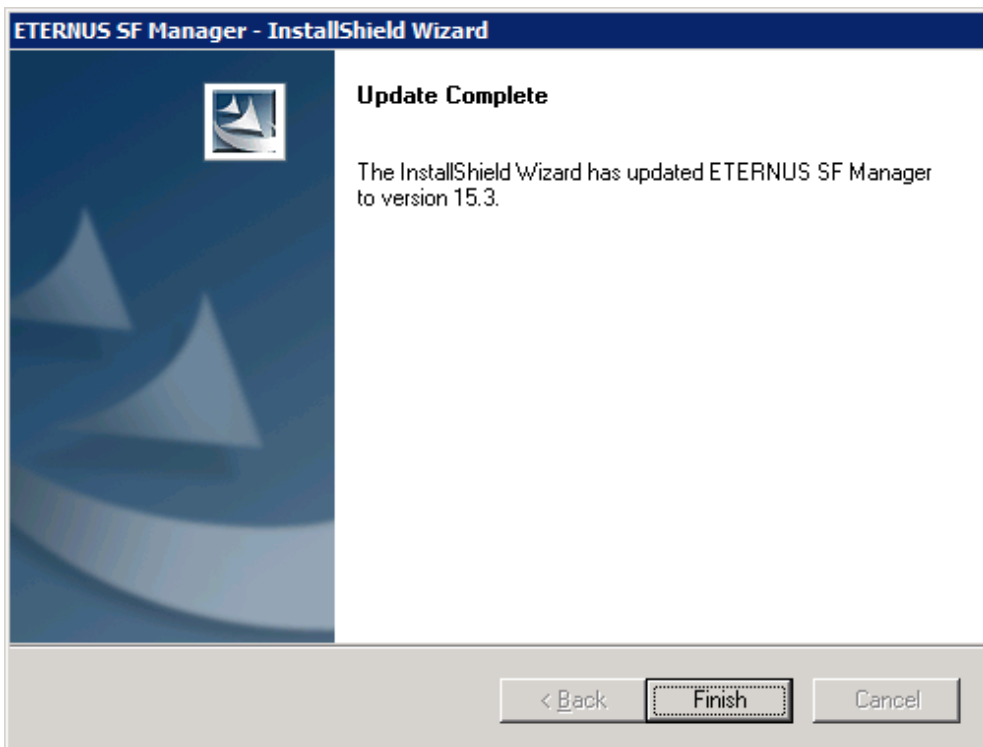 ETERNUS SF Manager - InstallShield Wizard
Update Complete
The InstallShield Wizard has updated ETERNUS SF Manager
to version 15.3.
< Back
Finish
Cancel